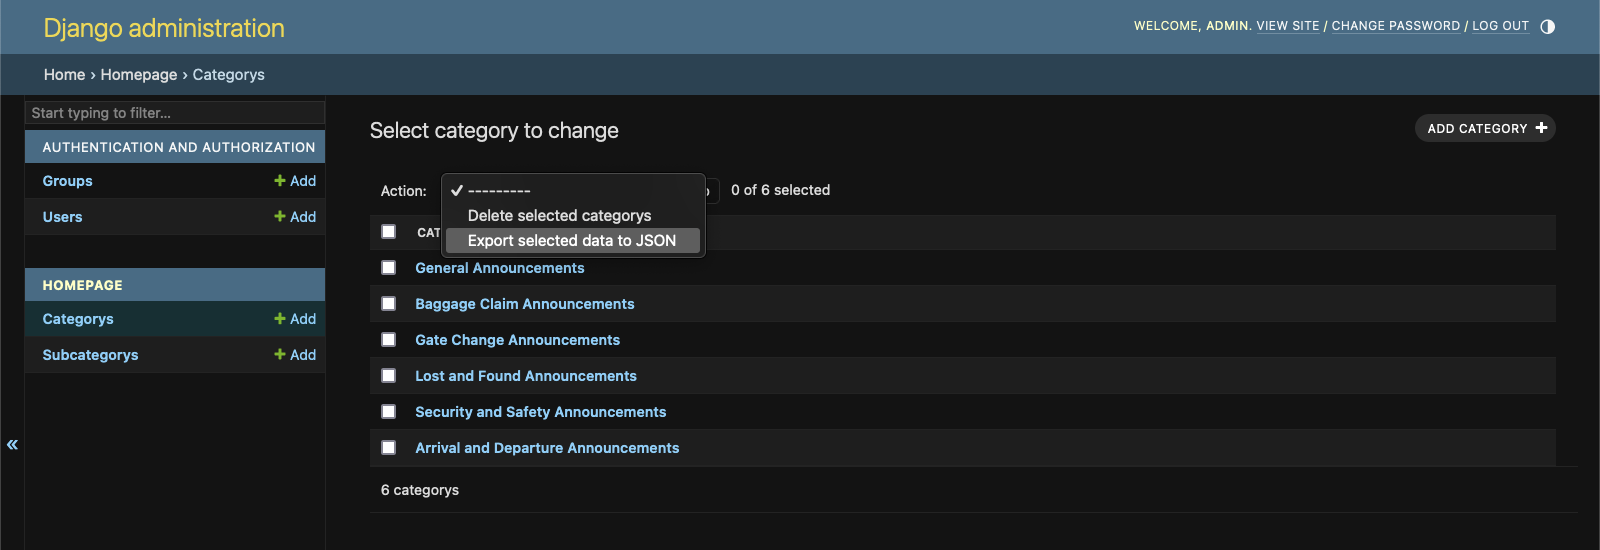 Django administration
WELCOME, ADMIN. VIEW SITE / CHANGE PASSWORD / LOG OUT
Home › Homepage › Categorys
Start typing to filter...
AUTHENTICATION AND AUTHORIZATION
Groups + Add
Users + Add
HOMEPAGE
Categorys + Add
Subcategorys + Add
«
Select category to change
ADD CATEGORY +
Action:
✓ ---------
Delete selected categorys
Export selected data to JSON
0 of 6 selected
General Announcements
Baggage Claim Announcements
Gate Change Announcements
Lost and Found Announcements
Security and Safety Announcements
Arrival and Departure Announcements
6 categorys